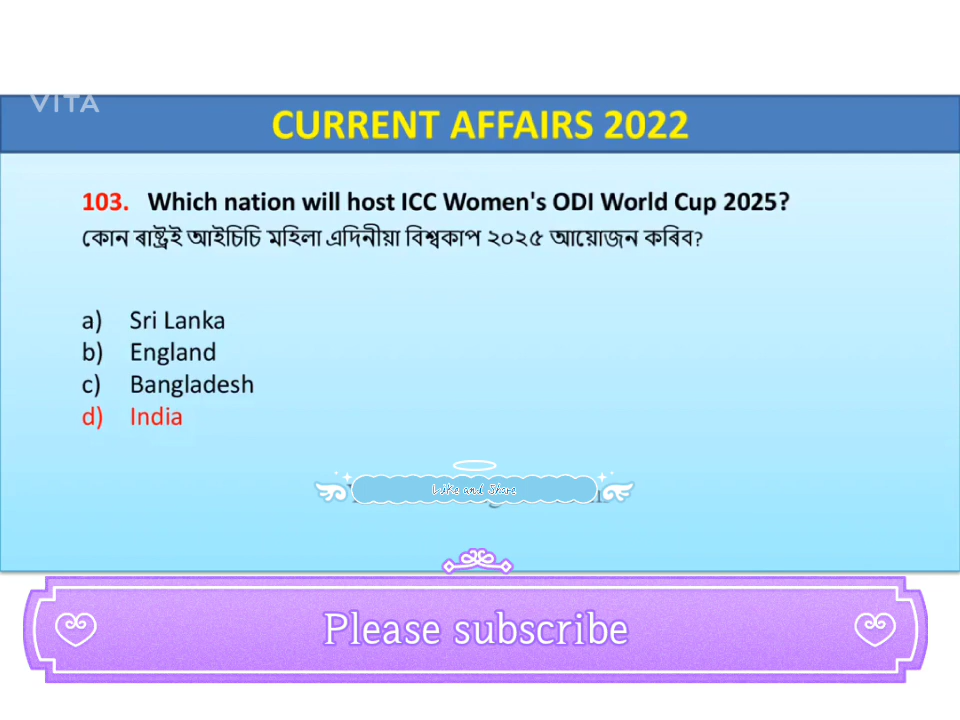 VITA
CURRENT AFFAIRS 2022
103. Which nation will host ICC Women's ODI World Cup 2025?
কোন ৰাষ্ট্ৰই আইচিচি মহিলা এদিনীয়া বিশ্বকাপ ২০২৫ আয়োজন কৰিব?
a) Sri Lanka
b) England
c) Bangladesh
d) India
Like and Share
Please subscribe